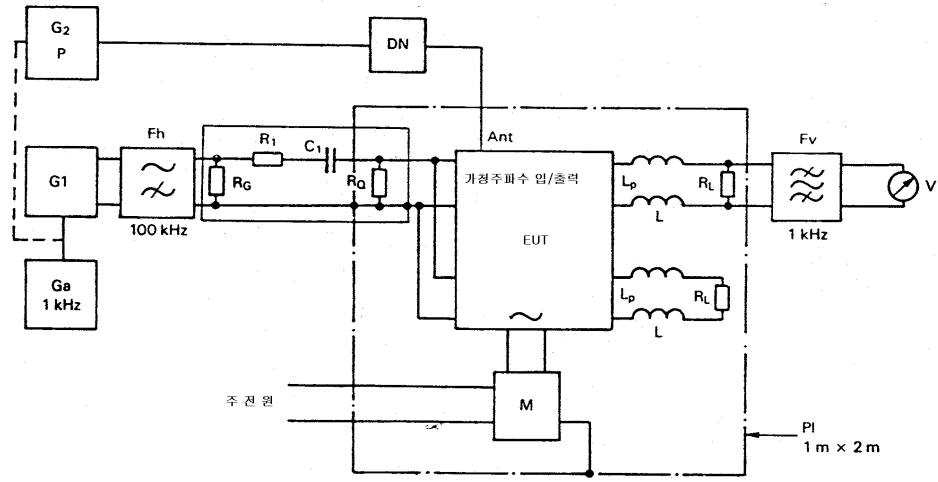 G2
P
DN
Ant
Fh
R1
C1
G1
RG
RQ
100 kHz
Ga
1 kHz
가청주파수 입/출력
EUT
Lp
RL
L
Fv
V
1 kHz
Lp
RL
L
주 전 원
M
Pl
1 m × 2 m